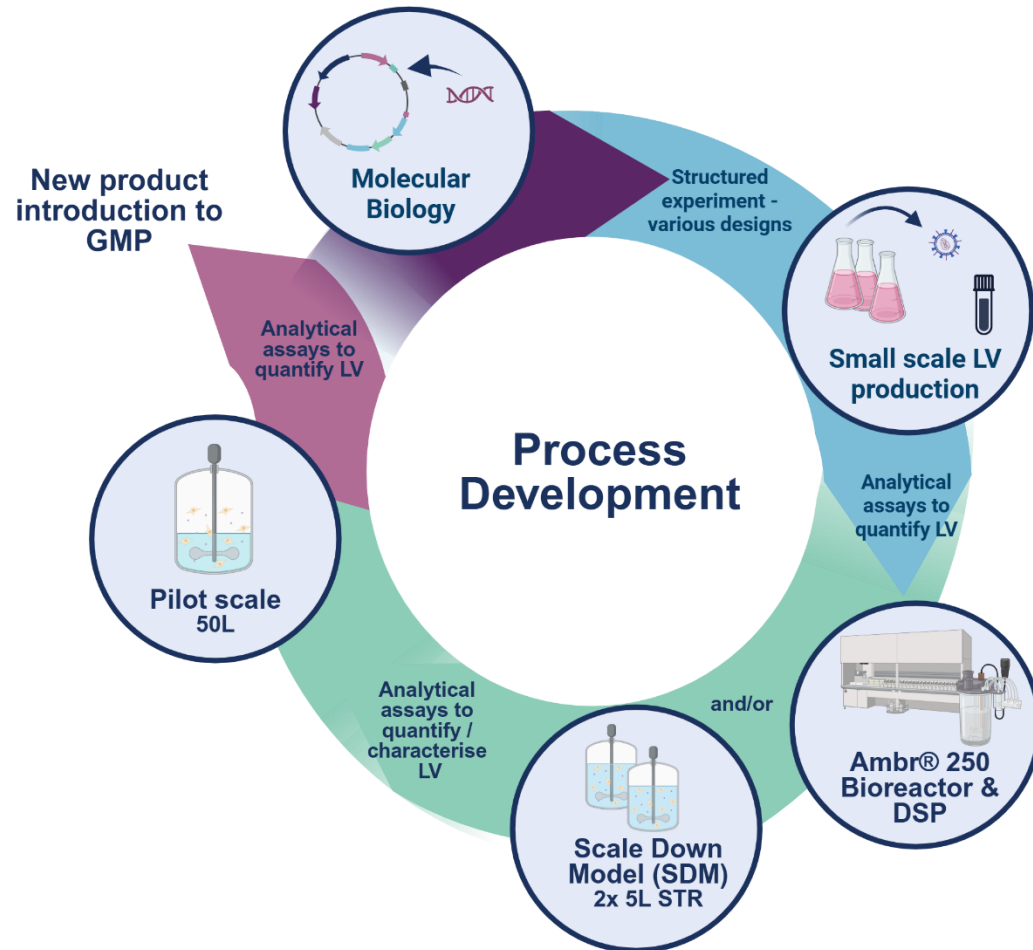 Molecular
Biology
New product
introduction to
GMP
Structured
experiment -
various designs
Small scale LV
production
Analytical
assays to
quantify LV
Process
Development
Analytical
assays to
quantify LV
Pilot scale
50L
Analytical
assays to
quantify /
characterise
LV
and/or
Ambr® 250
Bioreactor &
DSP
Scale Down
Model (SDM)
2x 5L STR